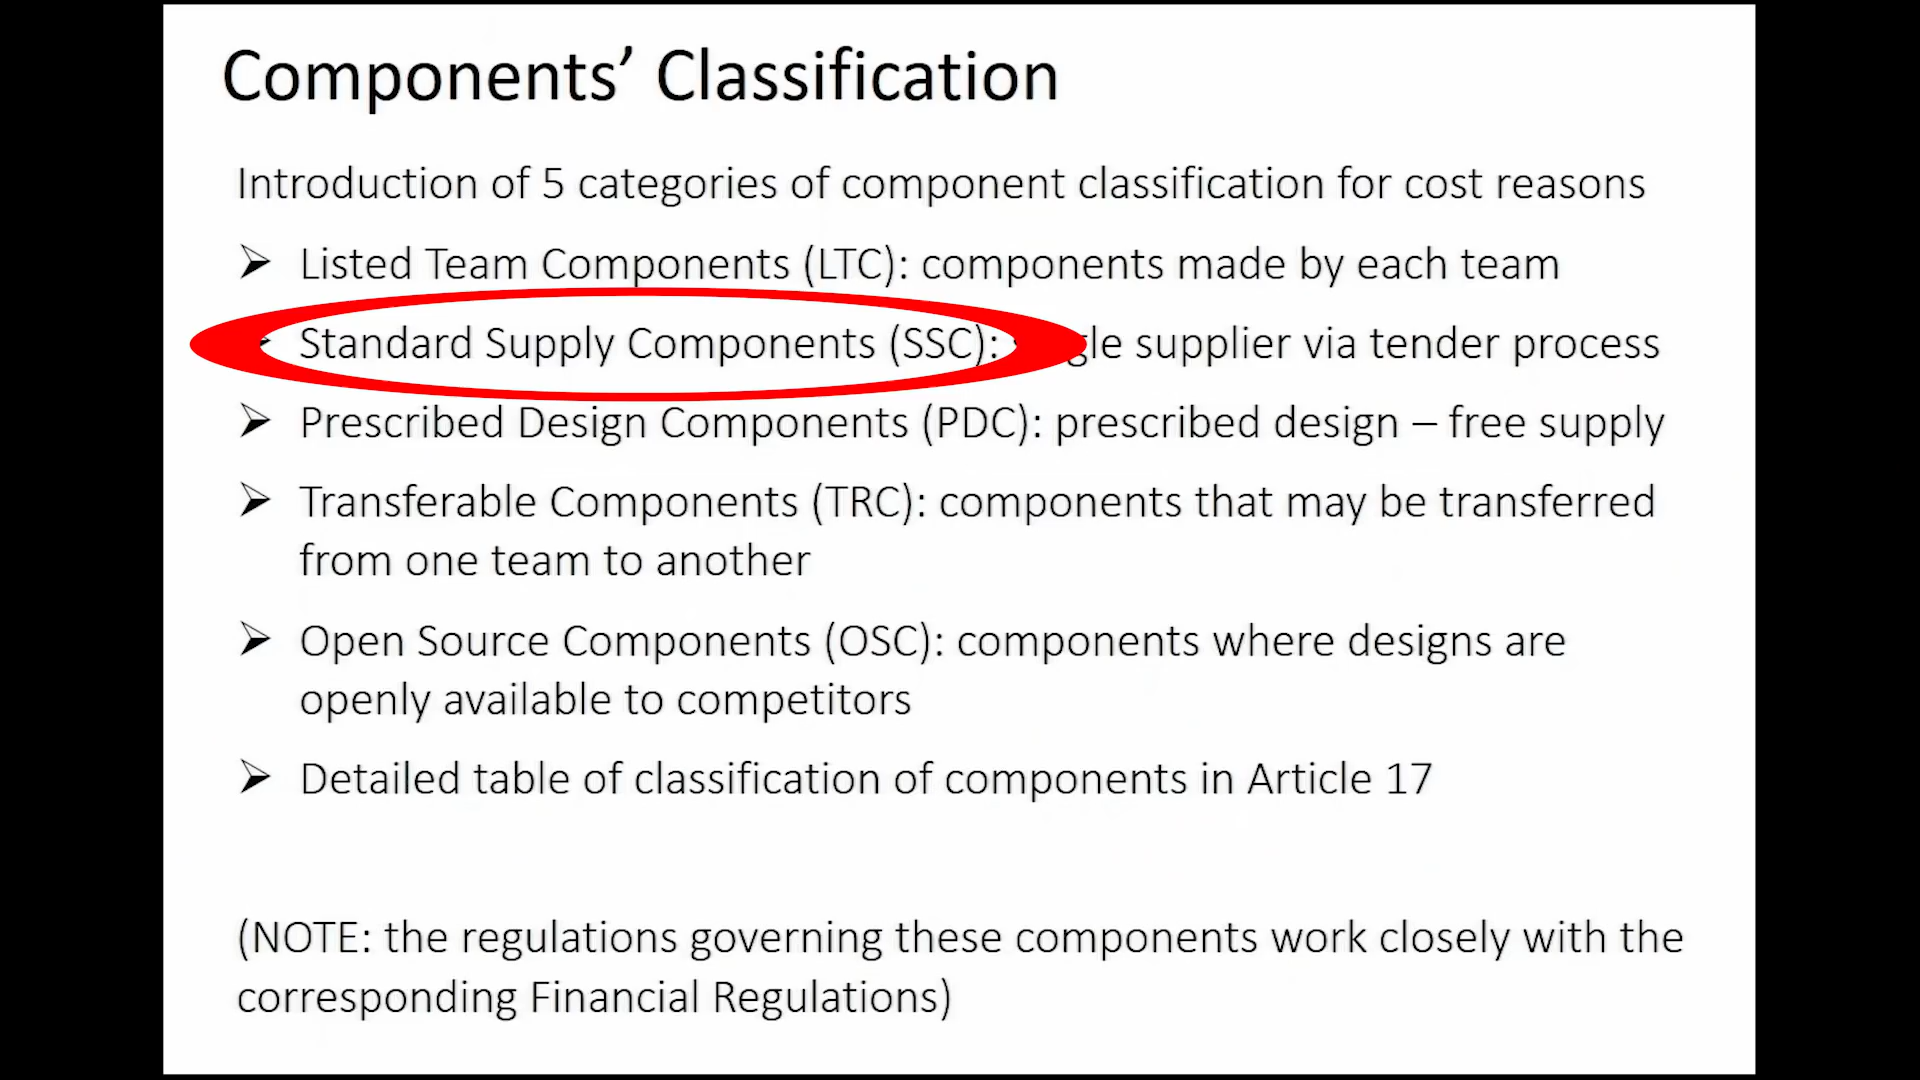 Components’ Classification
Introduction of 5 categories of component classification for cost reasons
➢ Listed Team Components (LTC): components made by each team
Standard Supply Components (SSC): supplier via tender process
➢ Prescribed Design Components (PDC): prescribed design – free supply
➢ Transferable Components (TRC): components that may be transferred
from one team to another
➢ Open Source Components (OSC): components where designs are
openly available to competitors
➢ Detailed table of classification of components in Article 17
(NOTE: the regulations governing these components work closely with the
corresponding Financial Regulations)